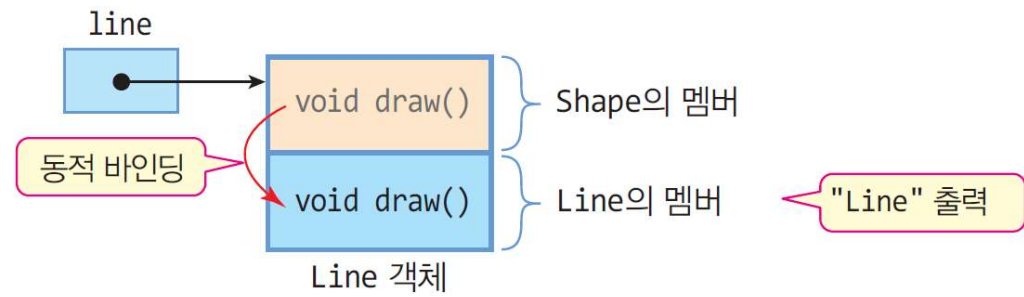 line
void draw()
Shape의 멤버
동적 바인딩
void draw()
Line의 멤버
"Line" 출력
Line 객체